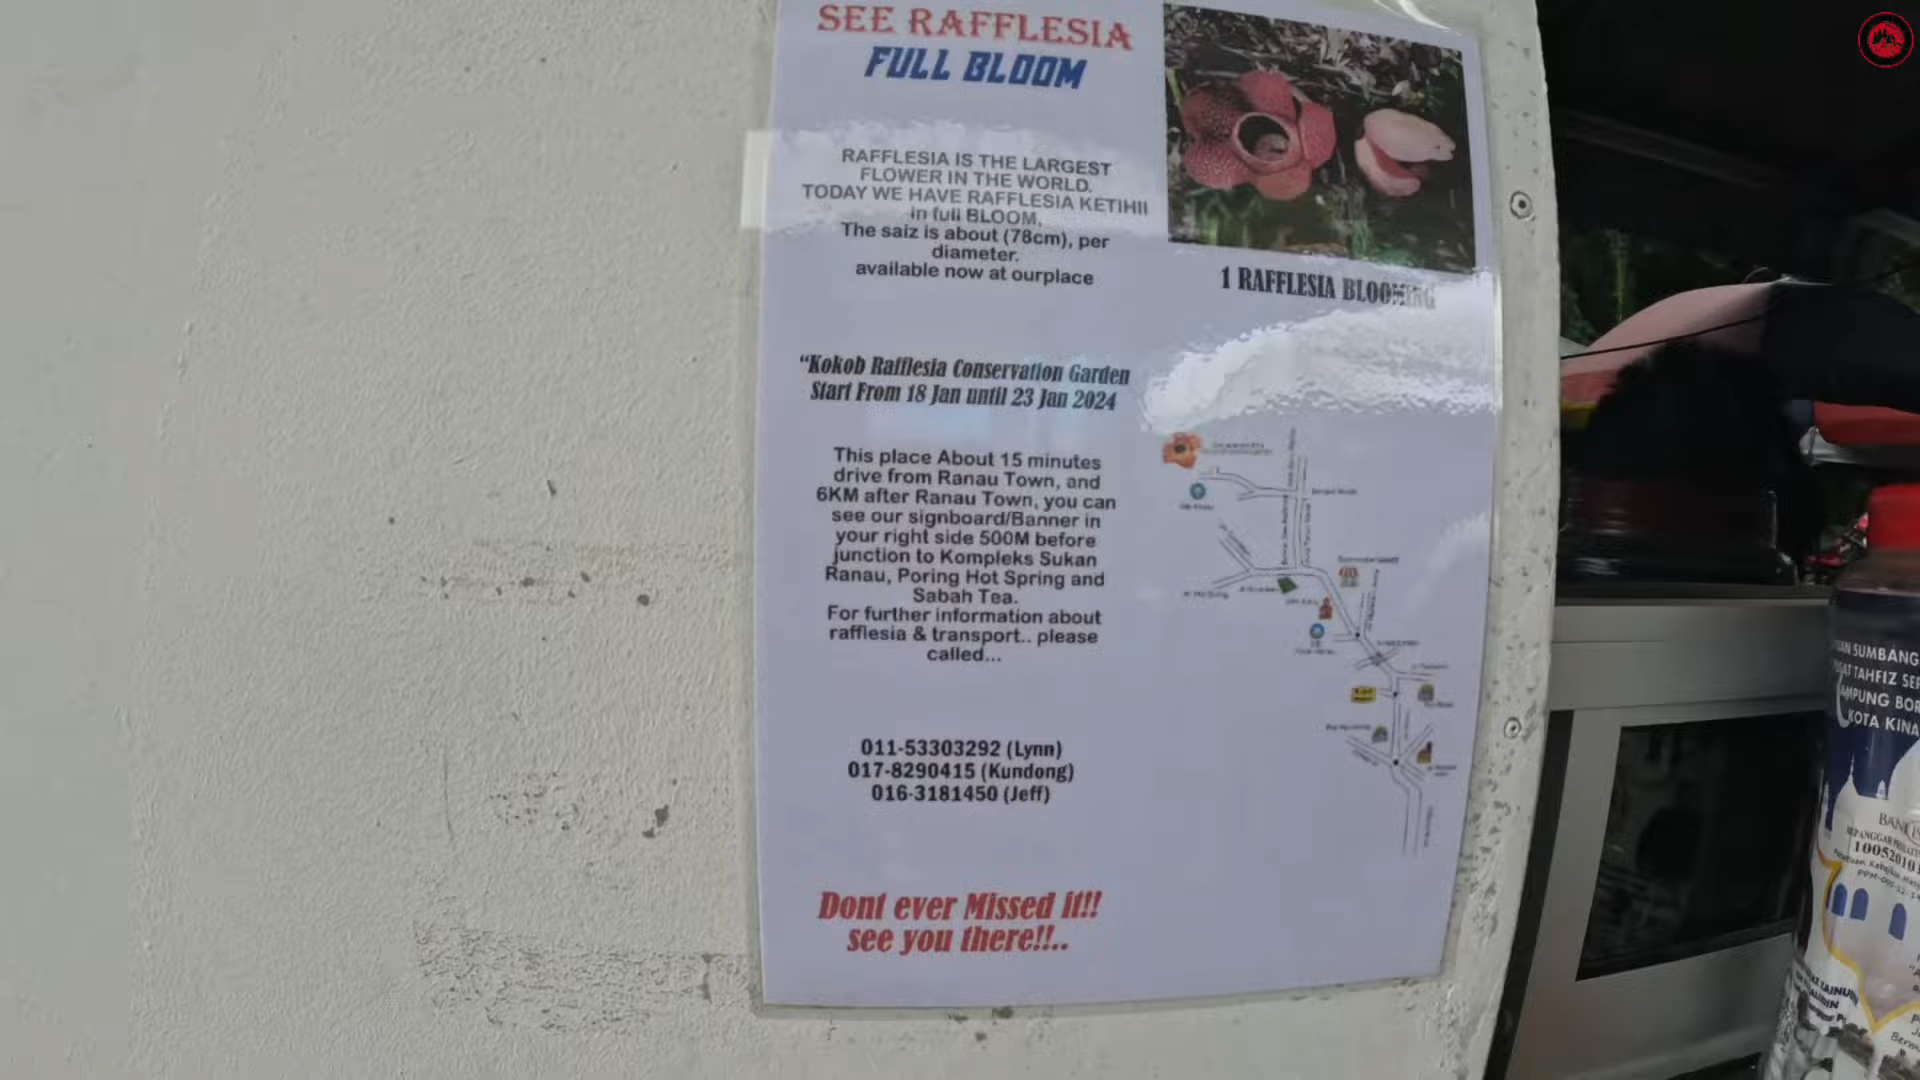 SEE RAFFLESIA
FULL BLOOM
RAFFLESIA IS THE LARGEST
FLOWER IN THE WORLD.
TODAY WE HAVE RAFFLESIA KETIHII
in full BLOOM.
The saiz is about (78cm), per
diameter.
available now at ourplace
1 RAFFLESIA BLOOMING
“Kokob Rafflesia Conservation Garden
Start From 18 Jan until 23 Jan 2024
This place About 15 minutes
drive from Ranau Town, and
6KM after Ranau Town, you can
see our signboard/Banner in
your right side 500M before
junction to Kompleks Sukan
Ranau, Poring Hot Spring and
Sabah Tea.
For further information about
rafflesia & transport.. please
called...
011-53303292 (Lynn)
017-8290415 (Kundong)
016-3181450 (Jeff)
Dont ever Missed it!!
see you there!!..
SUMBANG
TAHFIZ
KOTA KINA